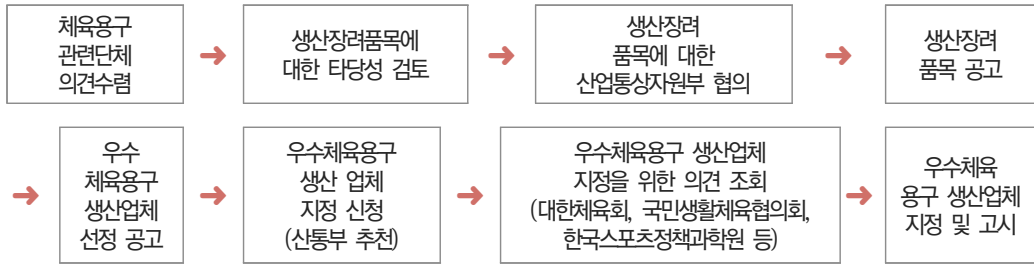 체육용구
관련단체
의견수렴
생산장려품목에
대한 타당성 검토
생산장려
품목에 대한
산업통상자원부 협의
생산장려
품목 공고
우수
체육용구
생산업체
선정 공고
우수체육용구
생산 업체
지정 신청
(산통부 추천)
우수체육용구 생산업체
지정을 위한 의견 조회
(대한체육회, 국민생활체육협의회,
한국스포츠정책과학원 등)
우수체육
용구 생산업체
지정 및 고시